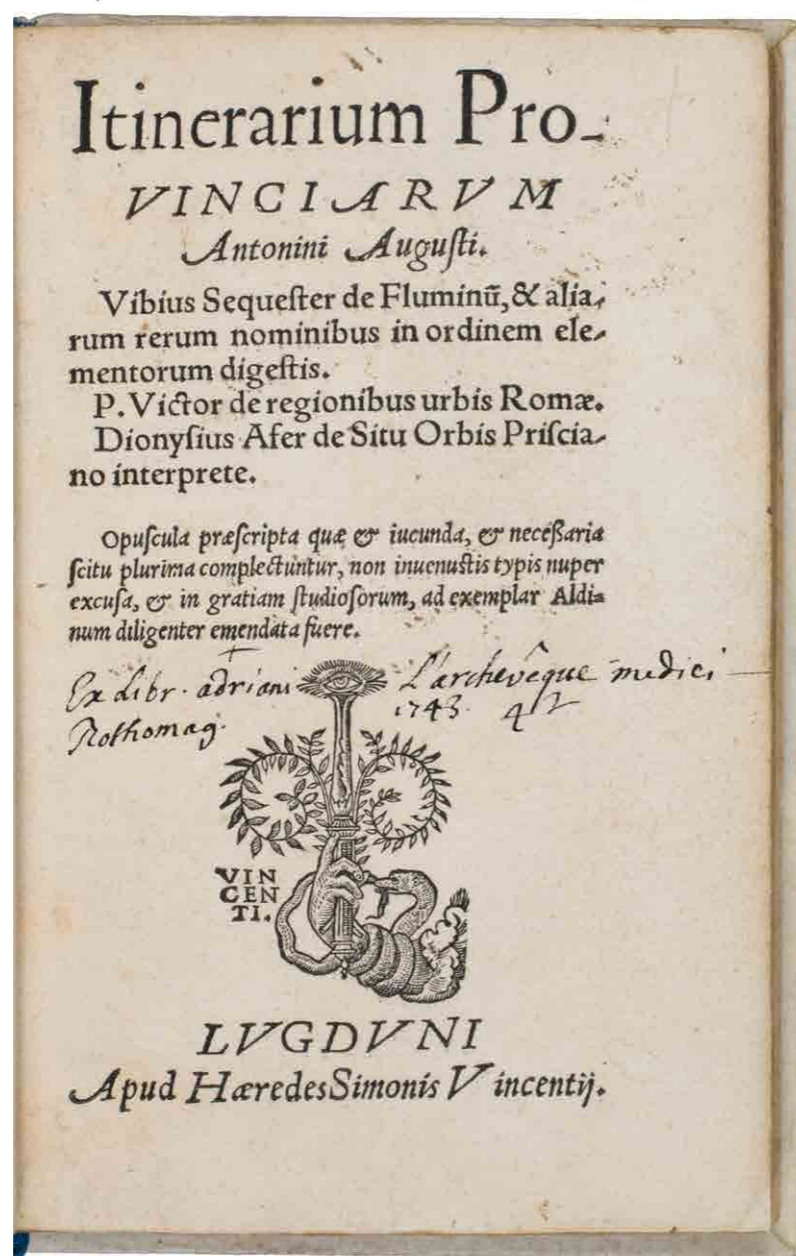 Itinerarium Pro-
VINCIARVM
Antonini Auguſti.
Vibius Sequeſter de Fluminū, & alia-
rum rerum nominibus in ordinem ele-
mentorum digeſtis.
P. Victor de regionibus urbis Romæ.
Dionyſius Afer de Situ Orbis Priſcia-
no interprete.
Opuſcula præſcripta quæ & iucunda, & neceßaria
ſcitu plurima complectuntur, non inuenuſtis typis nuper
excuſa, & in gratiam ſtudioſorum, ad exemplar Aldi-
num diligenter emendata fuere.
Ex Libr. adriani L'archevêque medici
Rothomag. 1743.
VIN
CEN
TI.
LVGDVNI
Apud Hæredes Simonis Vincentij.